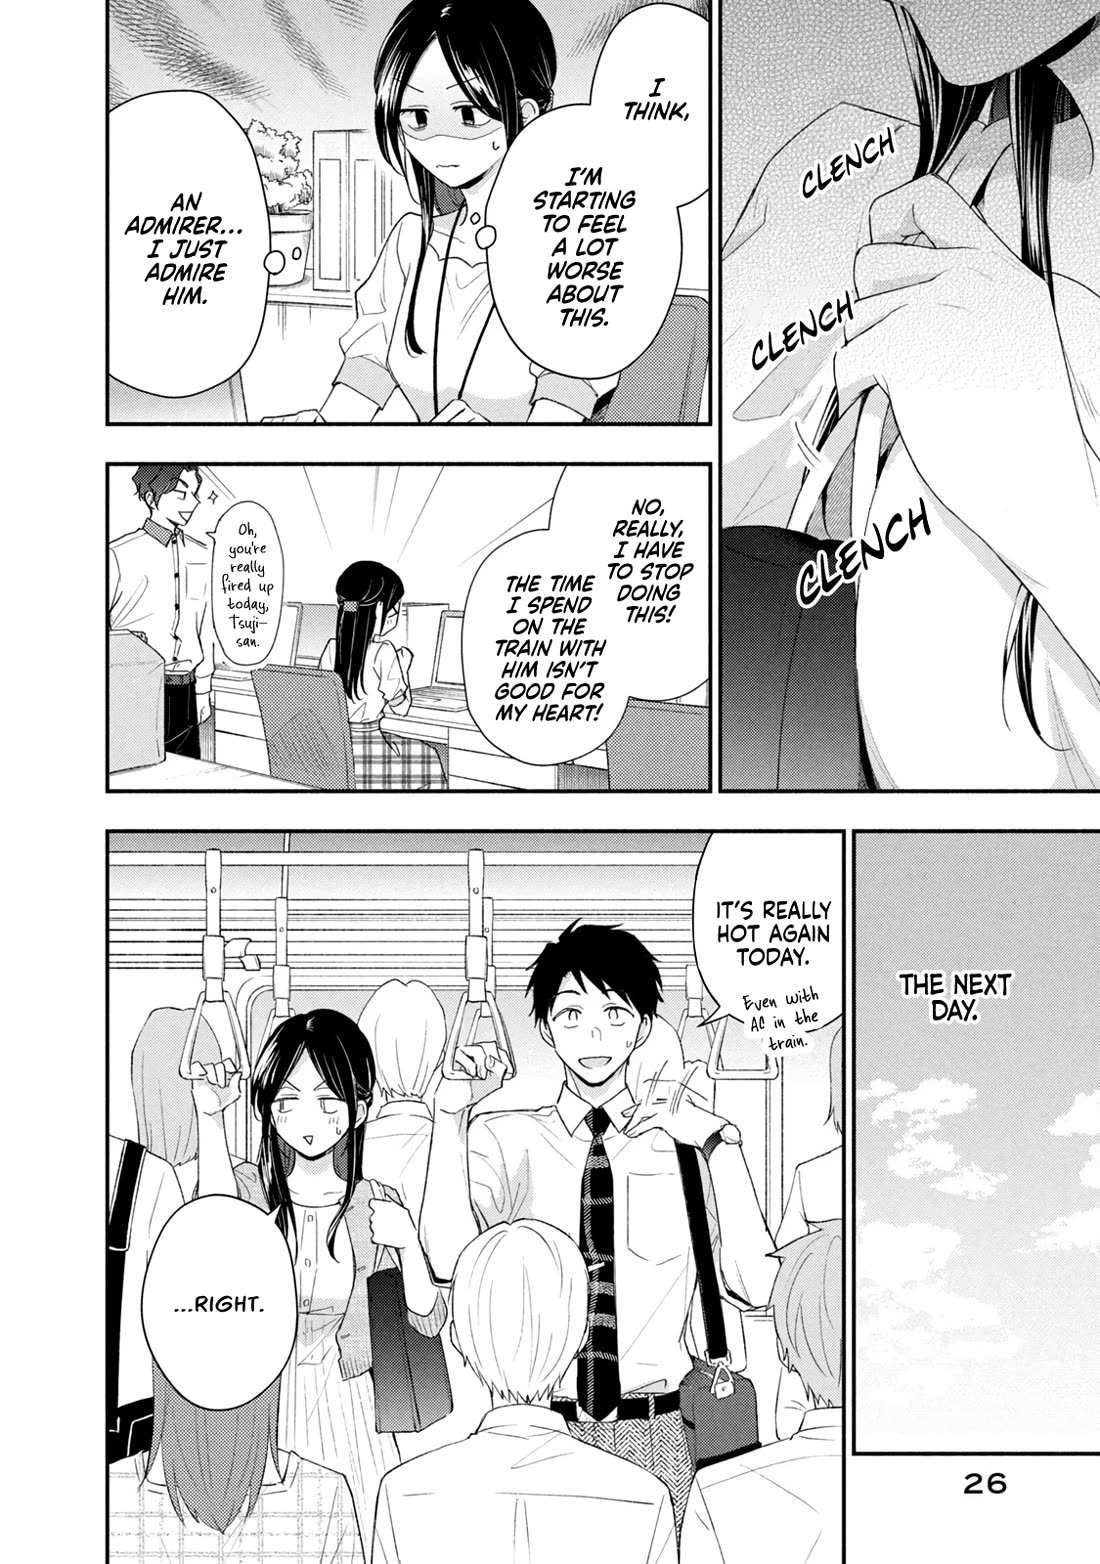 CLENCH
CLENCH
CLENCH
I
THINK,
I'M
STARTING
TO FEEL
A LOT
WORSE
ABOUT
THIS.
AN
ADMIRER...
I JUST
ADMIRE
HIM.
NO,
REALLY,
I HAVE
TO STOP
DOING
THIS!
THE TIME
I SPEND
ON THE
TRAIN WITH
HIM ISN'T
GOOD FOR
MY HEART!
Oh,
you're
really
fired up
today,
Tsuji-
san.
THE NEXT
DAY.
IT'S REALLY
HOT AGAIN
TODAY.
Even with
AC in the
train.
...RIGHT.
26